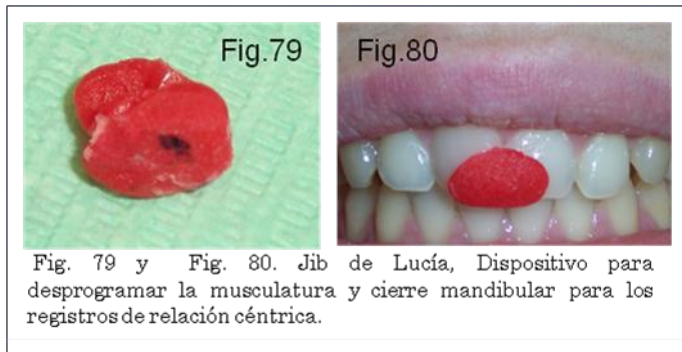 Fig.79
Fig.80
Fig. 79 y Fig. 80. Jib de Lucía, Dispositivo para
desprogramar la musculatura y cierre mandibular para los
registros de relación céntrica.